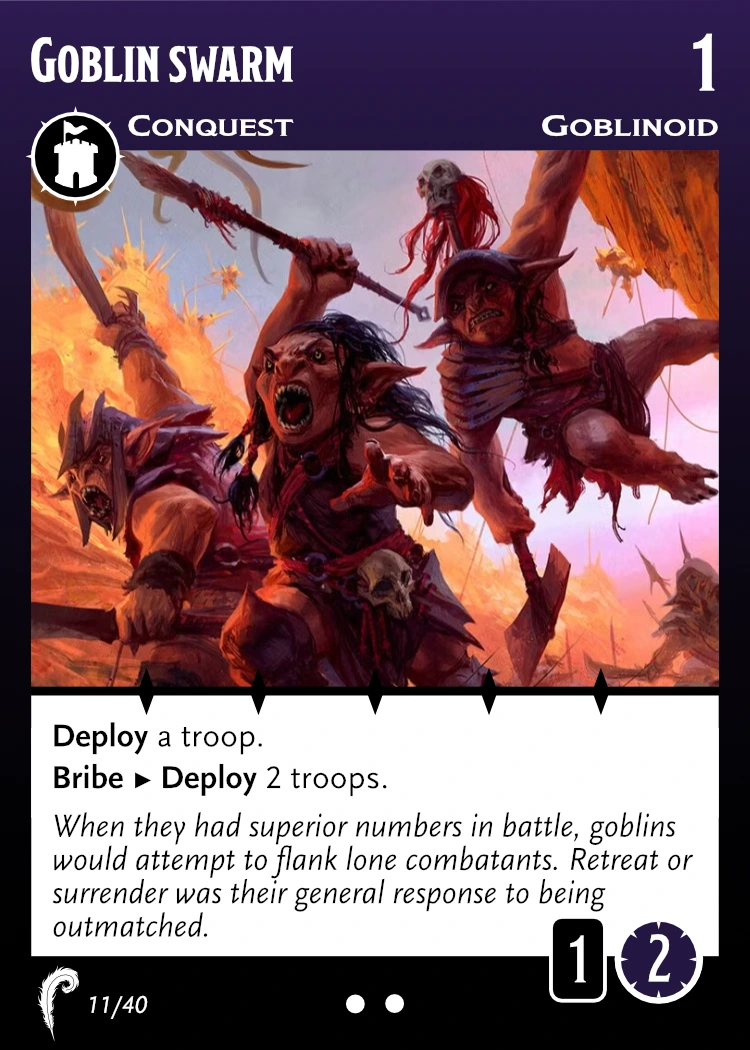 Goblin swarm
1
Conquest
Goblinoid
Deploy a troop.
Bribe ▸ Deploy 2 troops.
When they had superior numbers in battle, goblins
would attempt to flank lone combatants. Retreat or
surrender was their general response to being
outmatched.
1
2
11/40